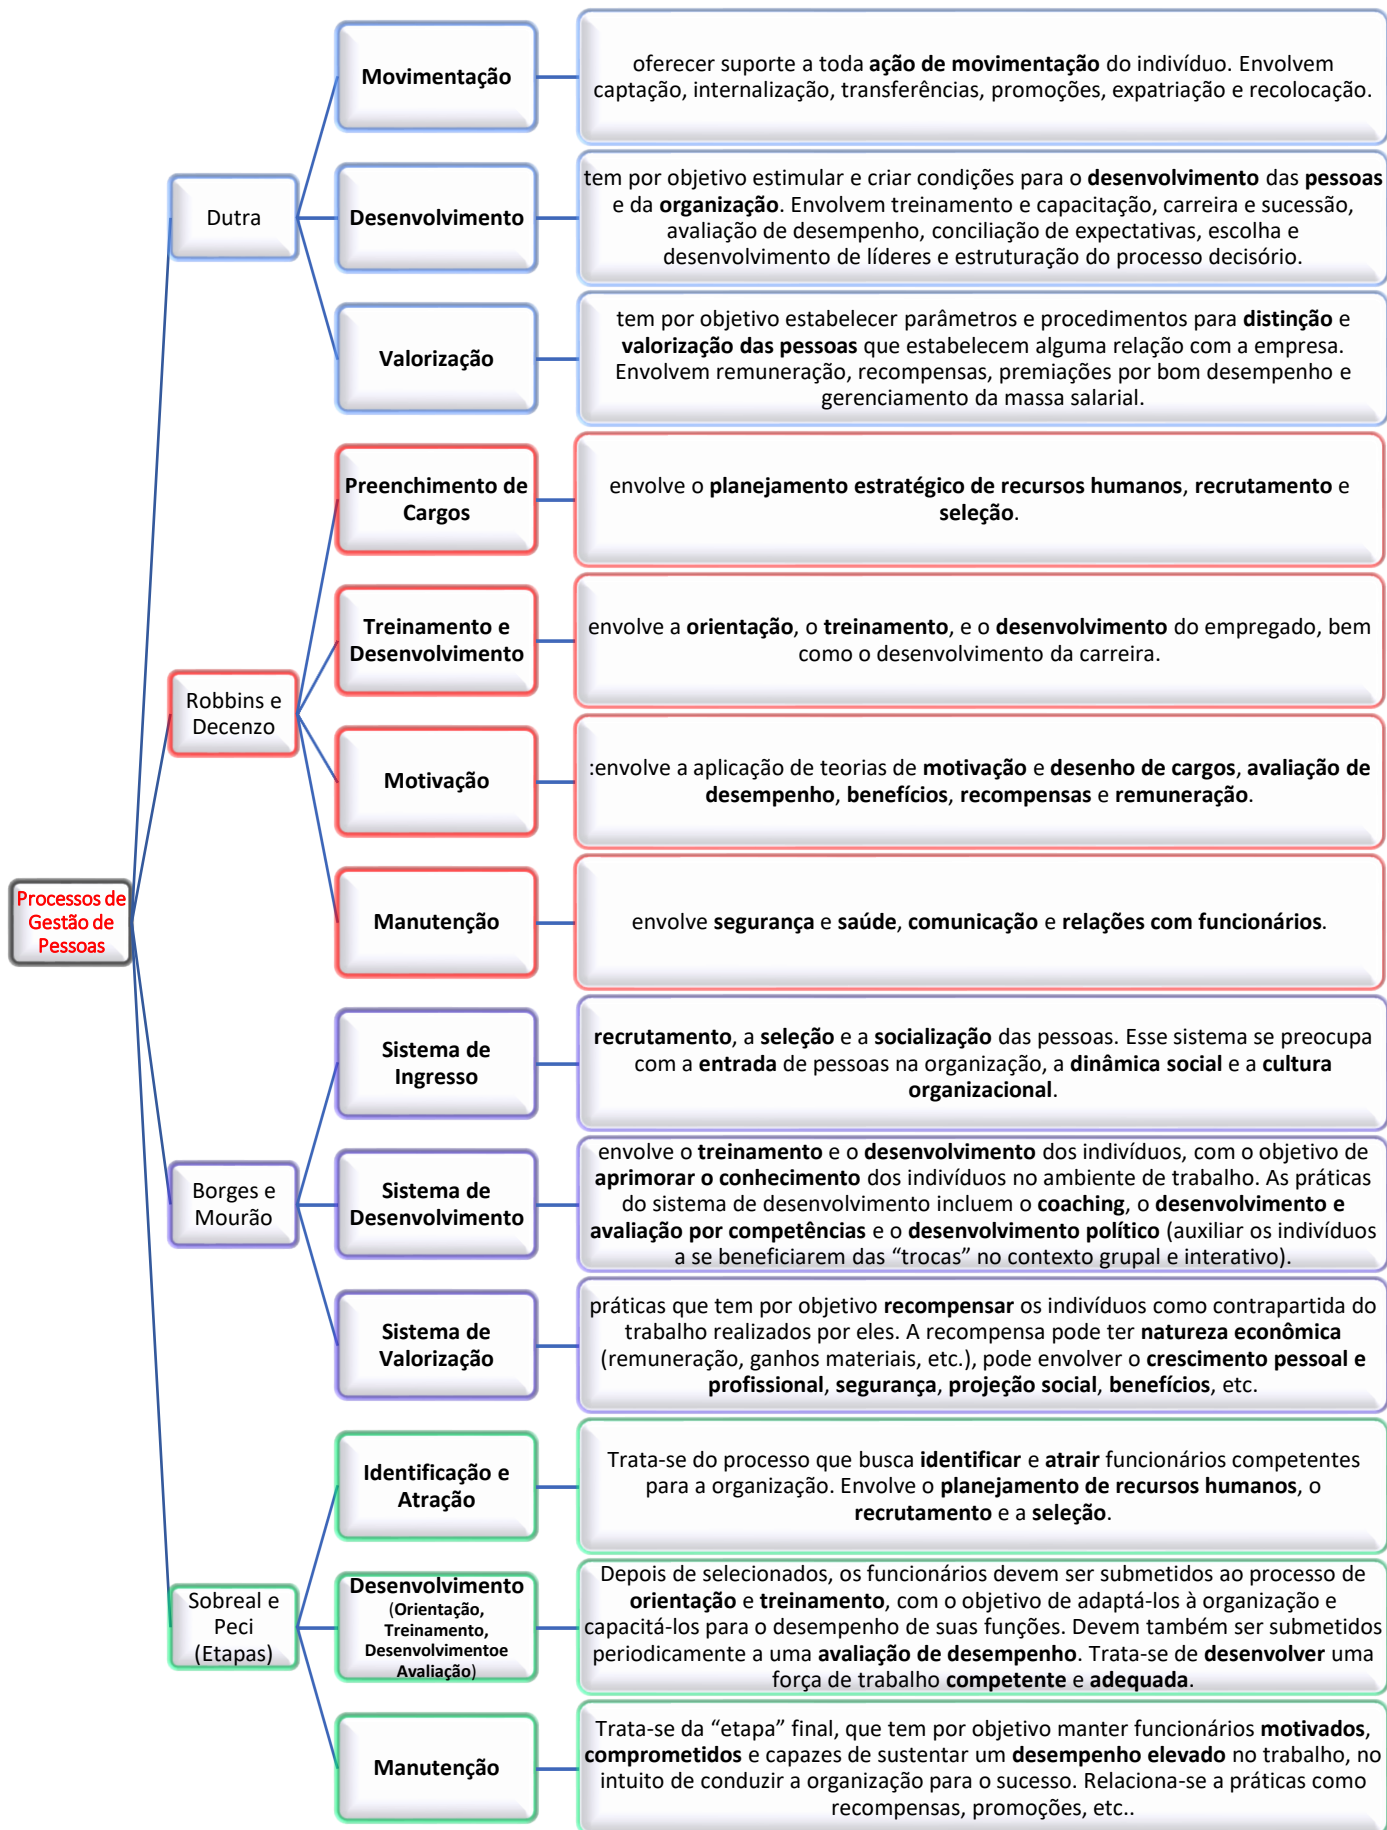 Processos de
Gestão de
Pessoas
Dutra
Movimentação
oferecer suporte a toda ação de movimentação do indivíduo. Envolvem
captação, internalização, transferências, promoções, expatriação e recolocação.
Desenvolvimento
tem por objetivo estimular e criar condições para o desenvolvimento das pessoas
e da organização. Envolvem treinamento e capacitação, carreira e sucessão,
avaliação de desempenho, conciliação de expectativas, escolha e
desenvolvimento de líderes e estruturação do processo decisório.
Valorização
tem por objetivo estabelecer parâmetros e procedimentos para distinção e
valorização das pessoas que estabelecem alguma relação com a empresa.
Envolvem remuneração, recompensas, premiações por bom desempenho e
gerenciamento da massa salarial.
Robbins e
Decenzo
Preenchimento de
Cargos
envolve o planejamento estratégico de recursos humanos, recrutamento e
seleção.
Treinamento e
Desenvolvimento
envolve a orientação, o treinamento, e o desenvolvimento do empregado, bem
como o desenvolvimento da carreira.
Motivação
:envolve a aplicação de teorias de motivação e desenho de cargos, avaliação de
desempenho, benefícios, recompensas e remuneração.
Manutenção
envolve segurança e saúde, comunicação e relações com funcionários.
Borges e
Mourão
Sistema de
Ingresso
recrutamento, a seleção e a socialização das pessoas. Esse sistema se preocupa
com a entrada de pessoas na organização, a dinâmica social e a cultura
organizacional.
Sistema de
Desenvolvimento
envolve o treinamento e o desenvolvimento dos indivíduos, com o objetivo de
aprimorar o conhecimento dos indivíduos no ambiente de trabalho. As práticas
do sistema de desenvolvimento incluem o coaching, o desenvolvimento e
avaliação por competências e o desenvolvimento político (auxiliar os indivíduos
a se beneficiarem das “trocas” no contexto grupal e interativo).
Sistema de
Valorização
práticas que tem por objetivo recompensar os indivíduos como contrapartida do
trabalho realizados por eles. A recompensa pode ter natureza econômica
(remuneração, ganhos materiais, etc.), pode envolver o crescimento pessoal e
profissional, segurança, projeção social, benefícios, etc.
Sobreal e
Peci
(Etapas)
Identificação e
Atração
Trata-se do processo que busca identificar e atrair funcionários competentes
para a organização. Envolve o planejamento de recursos humanos, o
recrutamento e a seleção.
Desenvolvimento
(Orientação,
Treinamento,
Desenvolvimentoe
Avaliação)
Depois de selecionados, os funcionários devem ser submetidos ao processo de
orientação e treinamento, com o objetivo de adaptá-los à organização e
capacitá-los para o desempenho de suas funções. Devem também ser submetidos
periodicamente a uma avaliação de desempenho. Trata-se de desenvolver uma
força de trabalho competente e adequada.
Manutenção
Trata-se da “etapa” final, que tem por objetivo manter funcionários motivados,
comprometidos e capazes de sustentar um desempenho elevado no trabalho, no
intuito de conduzir a organização para o sucesso. Relaciona-se a práticas como
recompensas, promoções, etc..